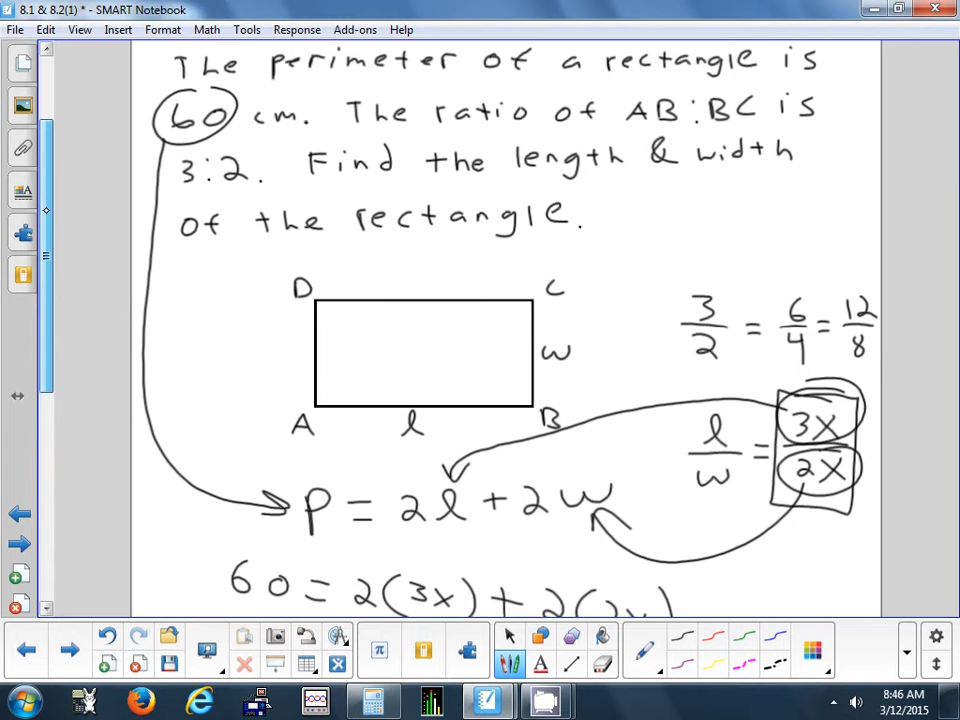 8.1 & 8.2(1) * - SMART Notebook
File Edit View Insert Format Math Tools Response Add-ons Help
The perimeter of a rectangle is
60 cm. The ratio of AB:BC is
3:2. Find the length & width
of the rectangle.
D C
3/2 = 6/4 = 12/8
w
A l B
l/w = 3x/2x
P = 2l + 2w
60 = 2(3x) + 2(2x)
π
A
8:46 AM
3/12/2015